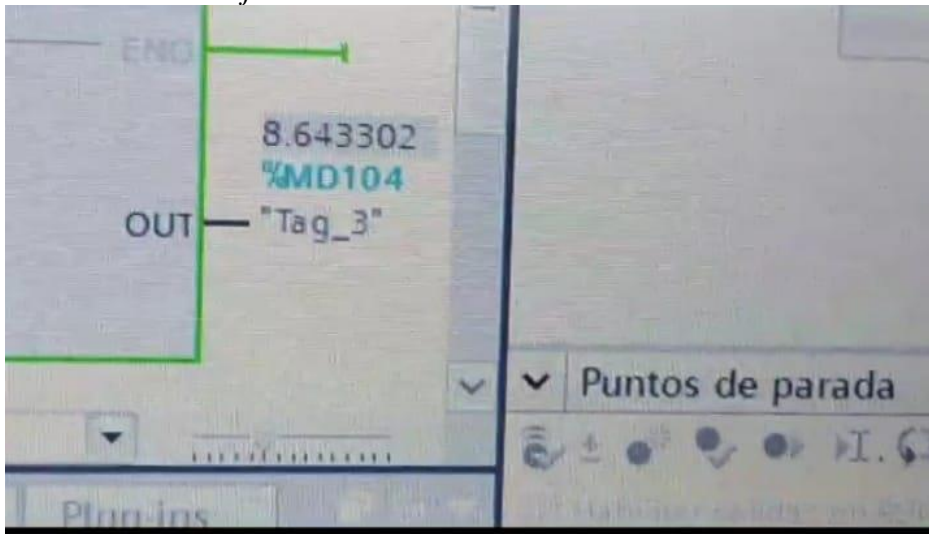 ENO
8.643302
%MD104
OUT "Tag_3"
Puntos de parada
Plug-ins